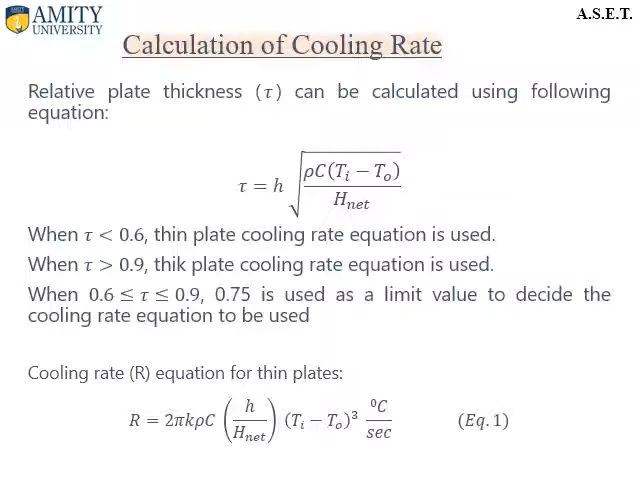 AMITY
UNIVERSITY
A.S.E.T.
Calculation of Cooling Rate
Relative plate thickness (τ) can be calculated using following
equation:
τ = h √(ρC(Tᵢ − Tₒ) / Hₙₑₜ)
When τ < 0.6, thin plate cooling rate equation is used.
When τ > 0.9, thik plate cooling rate equation is used.
When 0.6 ≤ τ ≤ 0.9, 0.75 is used as a limit value to decide the
cooling rate equation to be used
Cooling rate (R) equation for thin plates:
R = 2πkρC (h / Hₙₑₜ) (Tᵢ − Tₒ)³ ⁰C / sec (Eq. 1)